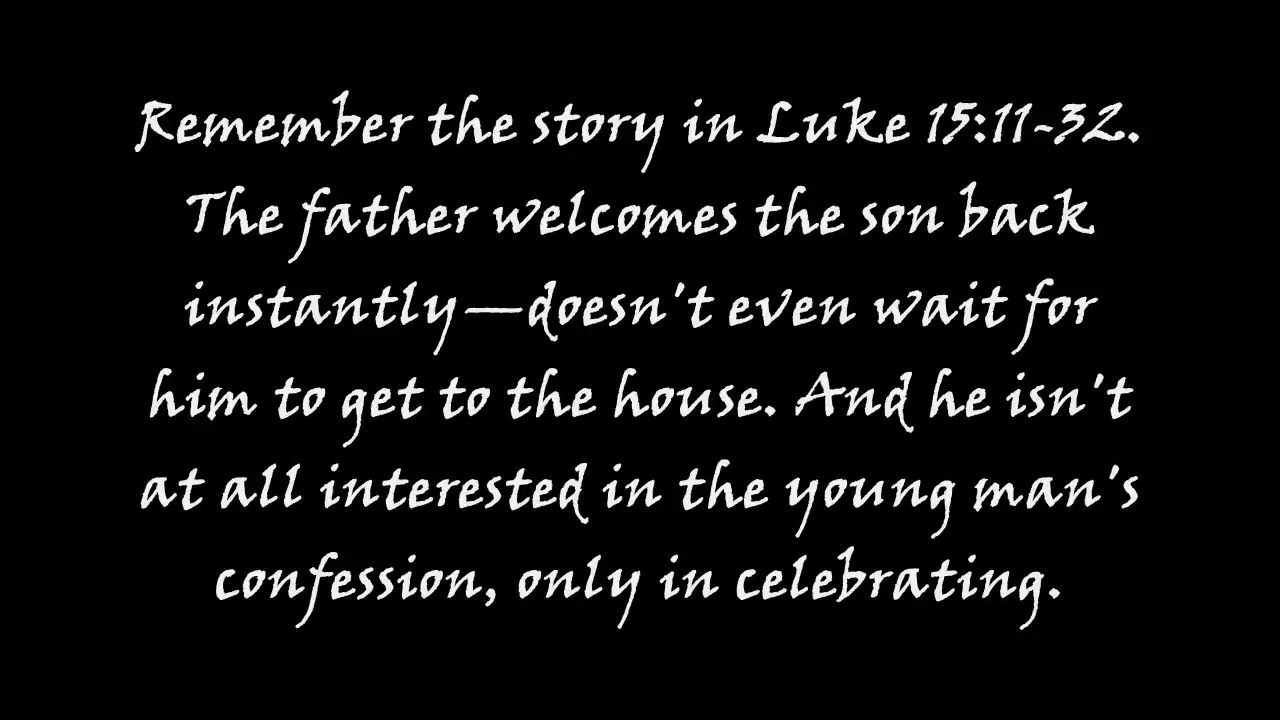 Remember the story in Luke 15:11-32.
The father welcomes the son back
instantly—doesn't even wait for
him to get to the house. And he isn't
at all interested in the young man's
confession, only in celebrating.